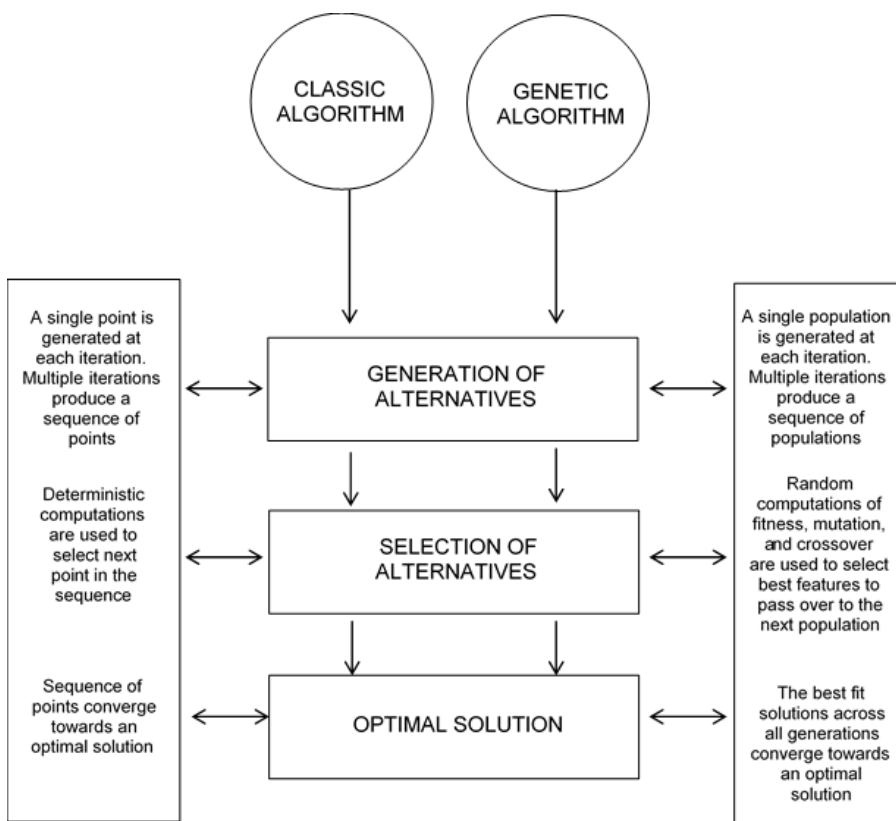 CLASSIC
ALGORITHM
GENETIC
ALGORITHM
A single point is
generated at
each iteration.
Multiple iterations
produce a
sequence of
points
GENERATION OF
ALTERNATIVES
A single population
is generated at
each iteration.
Multiple iterations
produce a
sequence of
populations
Deterministic
computations
are used to
select next
point in the
sequence
SELECTION OF
ALTERNATIVES
Random
computations of
fitness, mutation,
and crossover
are used to select
best features to
pass over to the
next population
Sequence of
points converge
towards an
optimal solution
OPTIMAL SOLUTION
The best fit
solutions across
all generations
converge towards
an optimal
solution